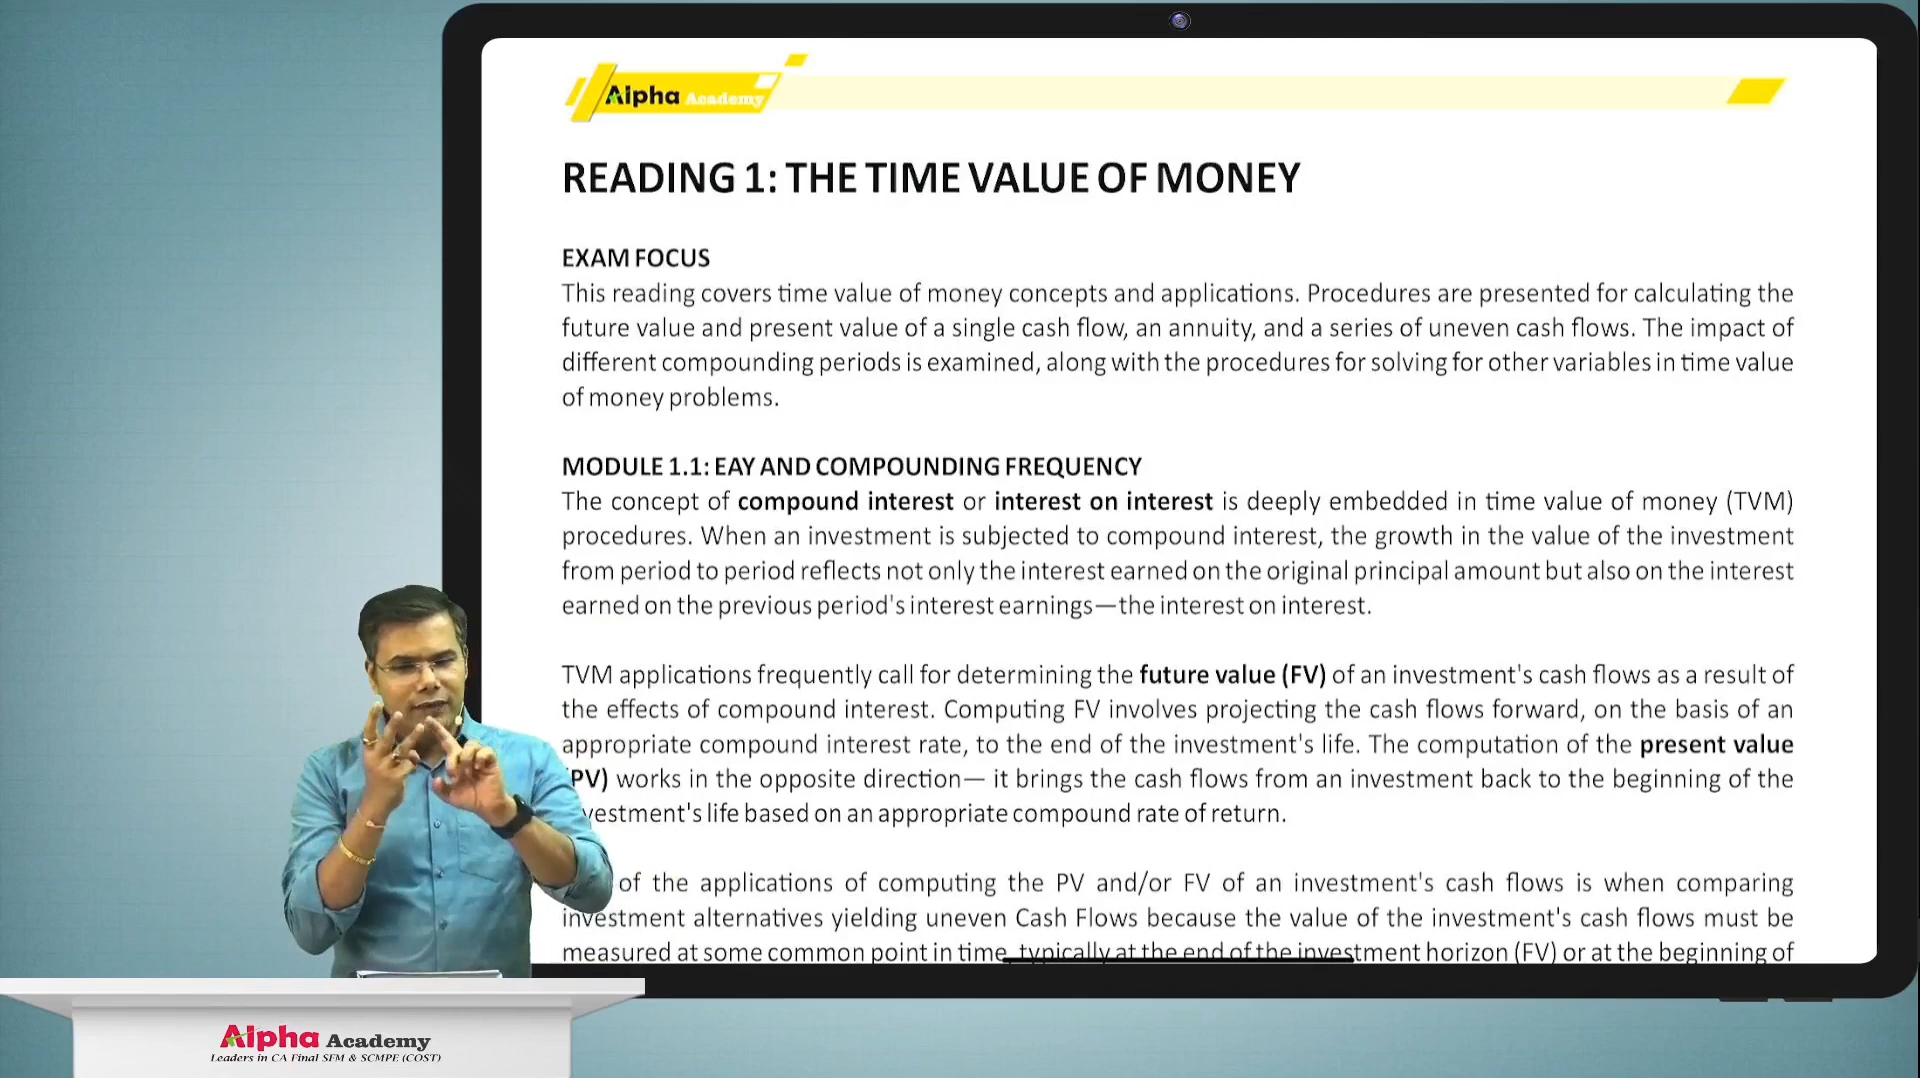 Alpha Academy
READING 1: THE TIME VALUE OF MONEY
EXAM FOCUS
This reading covers time value of money concepts and applications. Procedures are presented for calculating the
future value and present value of a single cash flow, an annuity, and a series of uneven cash flows. The impact of
different compounding periods is examined, along with the procedures for solving for other variables in time value
of money problems.
MODULE 1.1: EAY AND COMPOUNDING FREQUENCY
The concept of compound interest or interest on interest is deeply embedded in time value of money (TVM)
procedures. When an investment is subjected to compound interest, the growth in the value of the investment
from period to period reflects not only the interest earned on the original principal amount but also on the interest
earned on the previous period's interest earnings—the interest on interest.
TVM applications frequently call for determining the future value (FV) of an investment's cash flows as a result of
the effects of compound interest. Computing FV involves projecting the cash flows forward, on the basis of an
appropriate compound interest rate, to the end of the investment's life. The computation of the present value
PV) works in the opposite direction— it brings the cash flows from an investment back to the beginning of the
vestment's life based on an appropriate compound rate of return.
of the applications of computing the PV and/or FV of an investment's cash flows is when comparing
investment alternatives yielding uneven Cash Flows because the value of the investment's cash flows must be
measured at some common point in time, typically at the end of the investment horizon (FV) or at the beginning of
Alpha Academy
Leaders in CA Final SFM & SCMPE (COST)